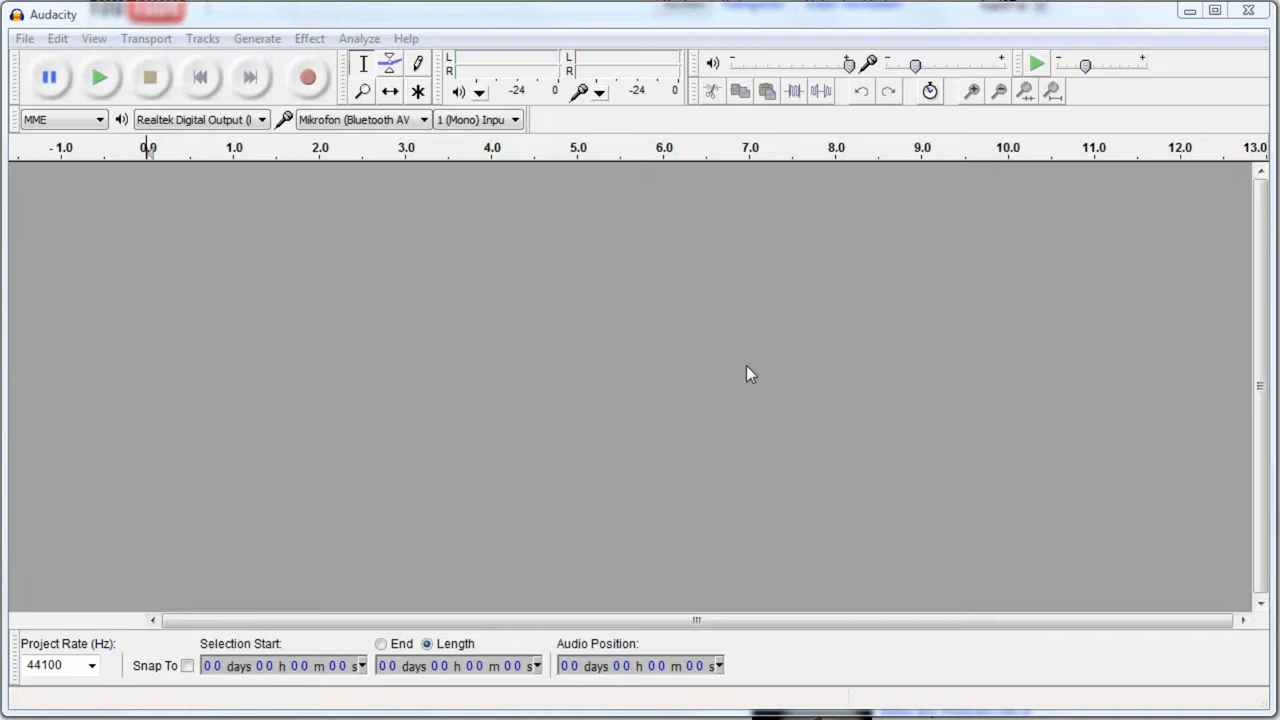 Audacity
File Edit View Transport Tracks Generate Effect Analyze Help
L R -24 0 L R -24 0
MME Realtek Digital Output (I Mikrofon (Bluetooth AV 1 (Mono) Inpu
- 1.0 0.0 1.0 2.0 3.0 4.0 5.0 6.0 7.0 8.0 9.0 10.0 11.0 12.0 13.0
Project Rate (Hz): Selection Start: End Length Audio Position:
44100 Snap To 00 days 00 h 00 m 00 s 00 days 00 h 00 m 00 s 00 days 00 h 00 m 00 s